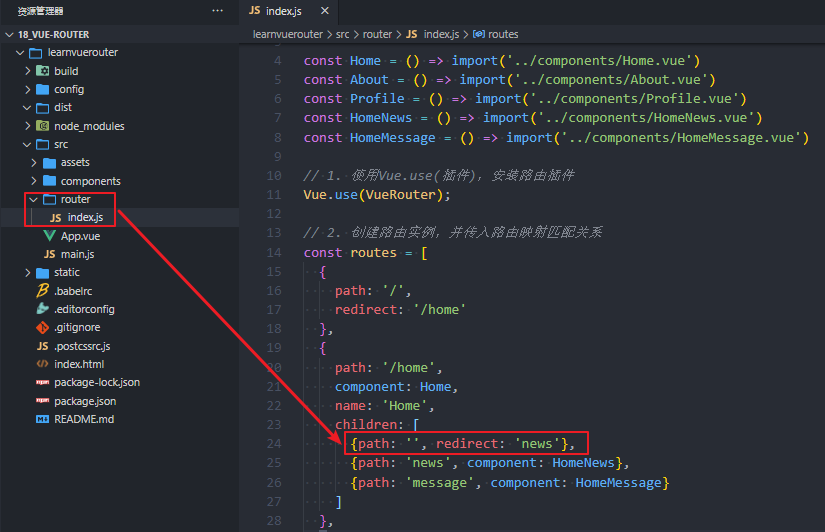 资源管理器
···
18_VUE-ROUTER
learnvuerouter
build
config
dist
node_modules
src
assets
components
router
JS index.js
App.vue
JS main.js
static
.babelrc
.editorconfig
.gitignore
JS .postcssrc.js
index.html
package-lock.json
package.json
README.md
JS index.js ×
learnvuerouter > src > router > JS index.js > routes
4 const Home = () => import('../components/Home.vue')
5 const About = () => import('../components/About.vue')
6 const Profile = () => import('../components/Profile.vue')
7 const HomeNews = () => import('../components/HomeNews.vue')
8 const HomeMessage = () => import('../components/HomeMessage.vue')
9
10 // 1. 使用Vue.use(插件)，安装路由插件
11 Vue.use(VueRouter);
12
13 // 2. 创建路由实例，并传入路由映射匹配关系
14 const routes = [
15 {
16 path: '/',
17 redirect: '/home'
18 },
19 {
20 path: '/home',
21 component: Home,
22 name: 'Home',
23 children: [
24 {path: '', redirect: 'news'},
25 {path: 'news', component: HomeNews},
26 {path: 'message', component: HomeMessage}
27 ]
28 },